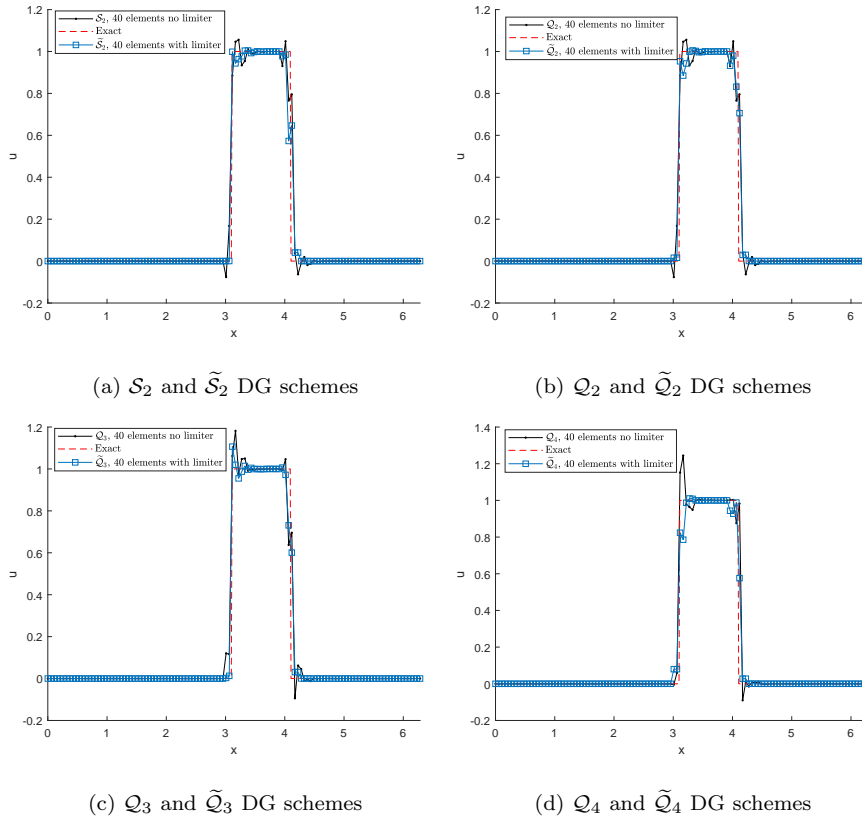 S̃₂ and Q̃₂ plots:
1.2
1
0.8
0.6
0.4
0.2
0
-0.2
u
0 1 2 3 4 5 6
x
𝒮₂, 40 elements no limiter
Exact
𝒮̃₂, 40 elements with limiter
(a) 𝒮₂ and 𝒮̃₂ DG schemes
1.2
1
0.8
0.6
0.4
0.2
0
-0.2
u
0 1 2 3 4 5 6
x
𝒬₂, 40 elements no limiter
Exact
𝒬̃₂, 40 elements with limiter
(b) 𝒬₂ and 𝒬̃₂ DG schemes
1.2
1
0.8
0.6
0.4
0.2
0
-0.2
u
0 1 2 3 4 5 6
x
𝒬₃, 40 elements no limiter
Exact
𝒬̃₃, 40 elements with limiter
(c) 𝒬₃ and 𝒬̃₃ DG schemes
1.4
1.2
1
0.8
0.6
0.4
0.2
0
-0.2
u
0 1 2 3 4 5 6
x
𝒬₄, 40 elements no limiter
Exact
𝒬̃₄, 40 elements with limiter
(d) 𝒬₄ and 𝒬̃₄ DG schemes